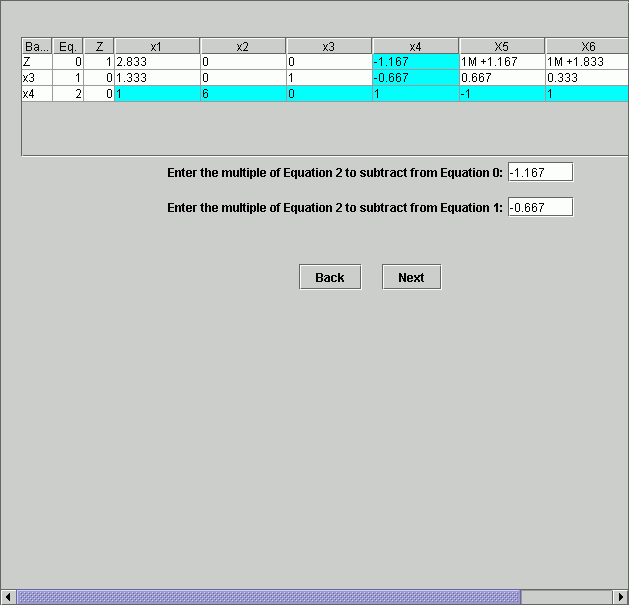 Ba... Eq. Z x1 x2 x3 x4 X5 X6
Z 0 1 2.833 0 0 -1.167 1M +1.167 1M +1.833
x3 1 0 1.333 0 1 -0.667 0.667 0.333
x4 2 0 1 6 0 1 -1 1
Enter the multiple of Equation 2 to subtract from Equation 0: -1.167
Enter the multiple of Equation 2 to subtract from Equation 1: -0.667
Back Next